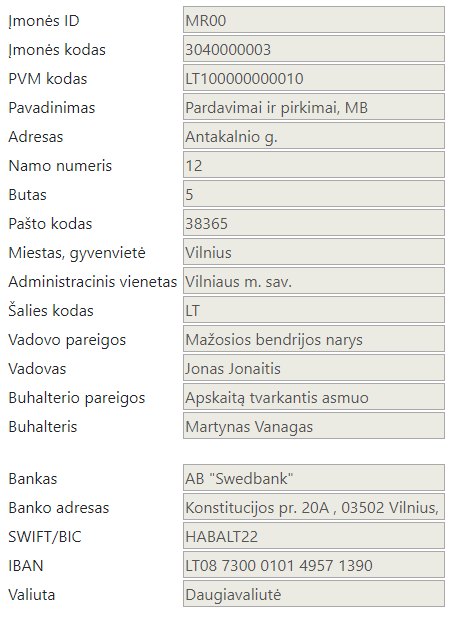 Įmonės ID MR00
Įmonės kodas 3040000003
PVM kodas LT100000000010
Pavadinimas Pardavimai ir pirkimai, MB
Adresas Antakalnio g.
Namo numeris 12
Butas 5
Pašto kodas 38365
Miestas, gyvenvietė Vilnius
Administracinis vienetas Vilniaus m. sav.
Šalies kodas LT
Vadovo pareigos Mažosios bendrijos narys
Vadovas Jonas Jonaitis
Buhalterio pareigos Apskaitą tvarkantis asmuo
Buhalteris Martynas Vanagas
Bankas AB "Swedbank"
Banko adresas Konstitucijos pr. 20A , 03502 Vilnius,
SWIFT/BIC HABALT22
IBAN LT08 7300 0101 4957 1390
Valiuta Daugiavaliutė